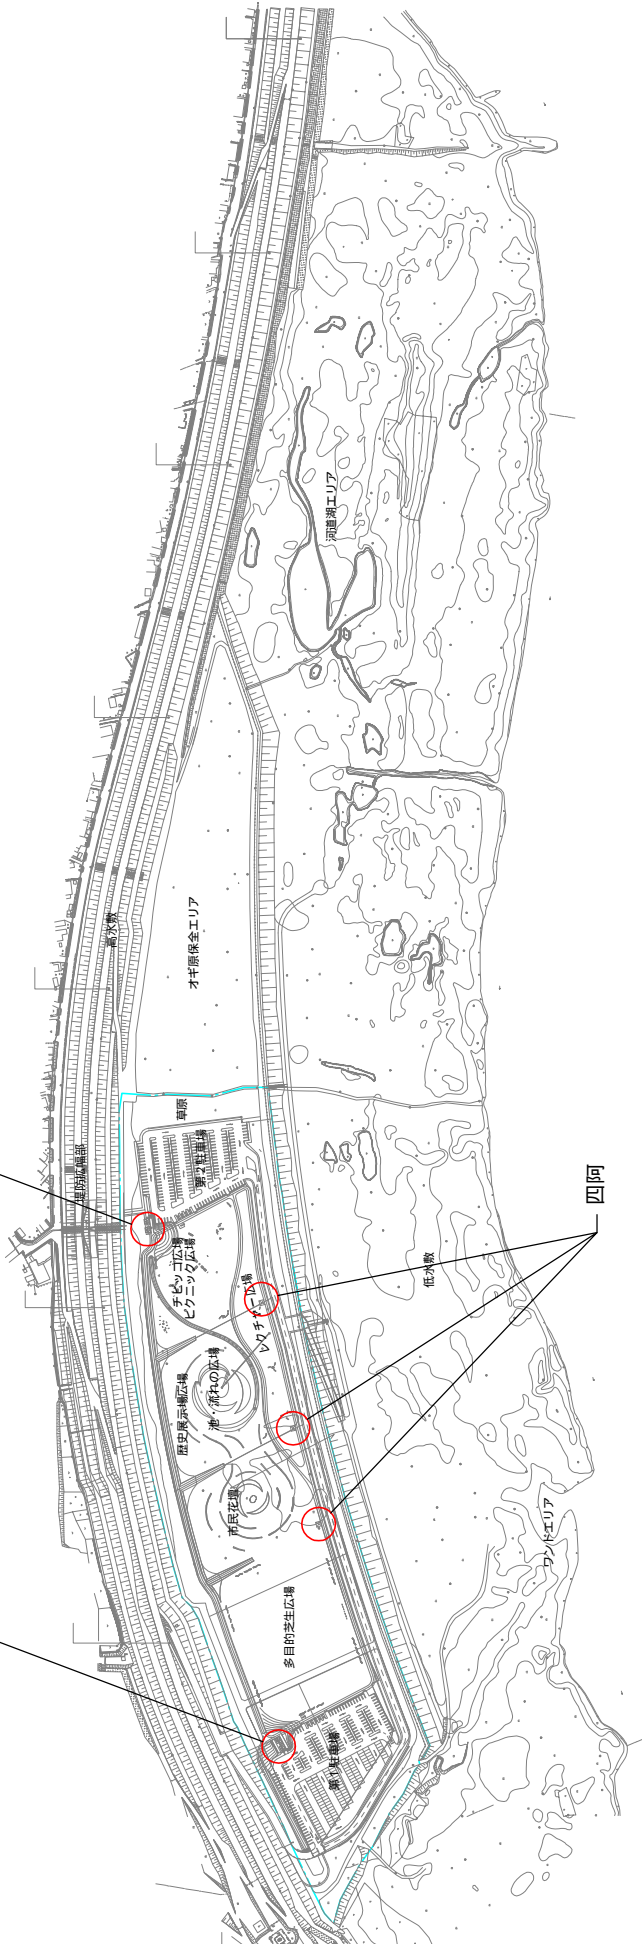 河道湖エリア
高水敷
オギ原保全エリア
草原
堤防広幅部
第2駐車場
チビッコ広場
ピクニック広場
レクチャー広場
低水敷
四阿
歴史展示場広場
池・流れの広場
市民花壇
ワンドエリア
多目的芝生広場
第1駐車場